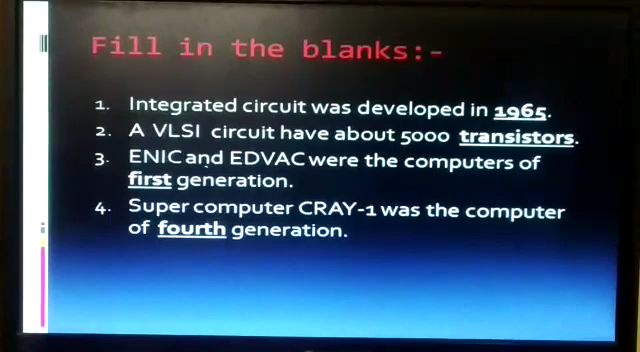 Fill in the blanks:-
1. Integrated circuit was developed in 1965.
2. A VLSI circuit have about 5000 transistors.
3. ENIC and EDVAC were the computers of
first generation.
4. Super computer CRAY-1 was the computer
of fourth generation.